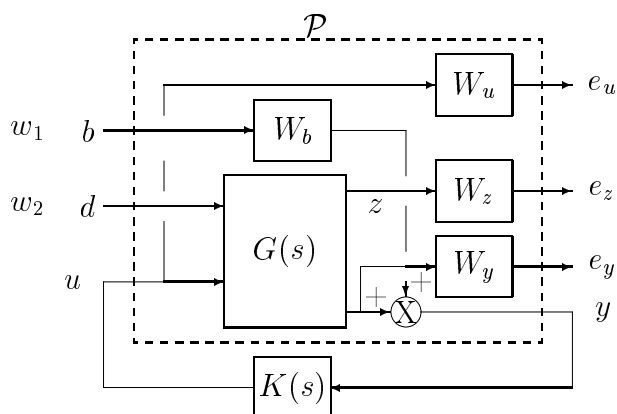 𝒫
W_u e_u
w_1 b W_b
w_2 d z W_z e_z
G(s)
u W_y e_y
+ +
X y
K(s)